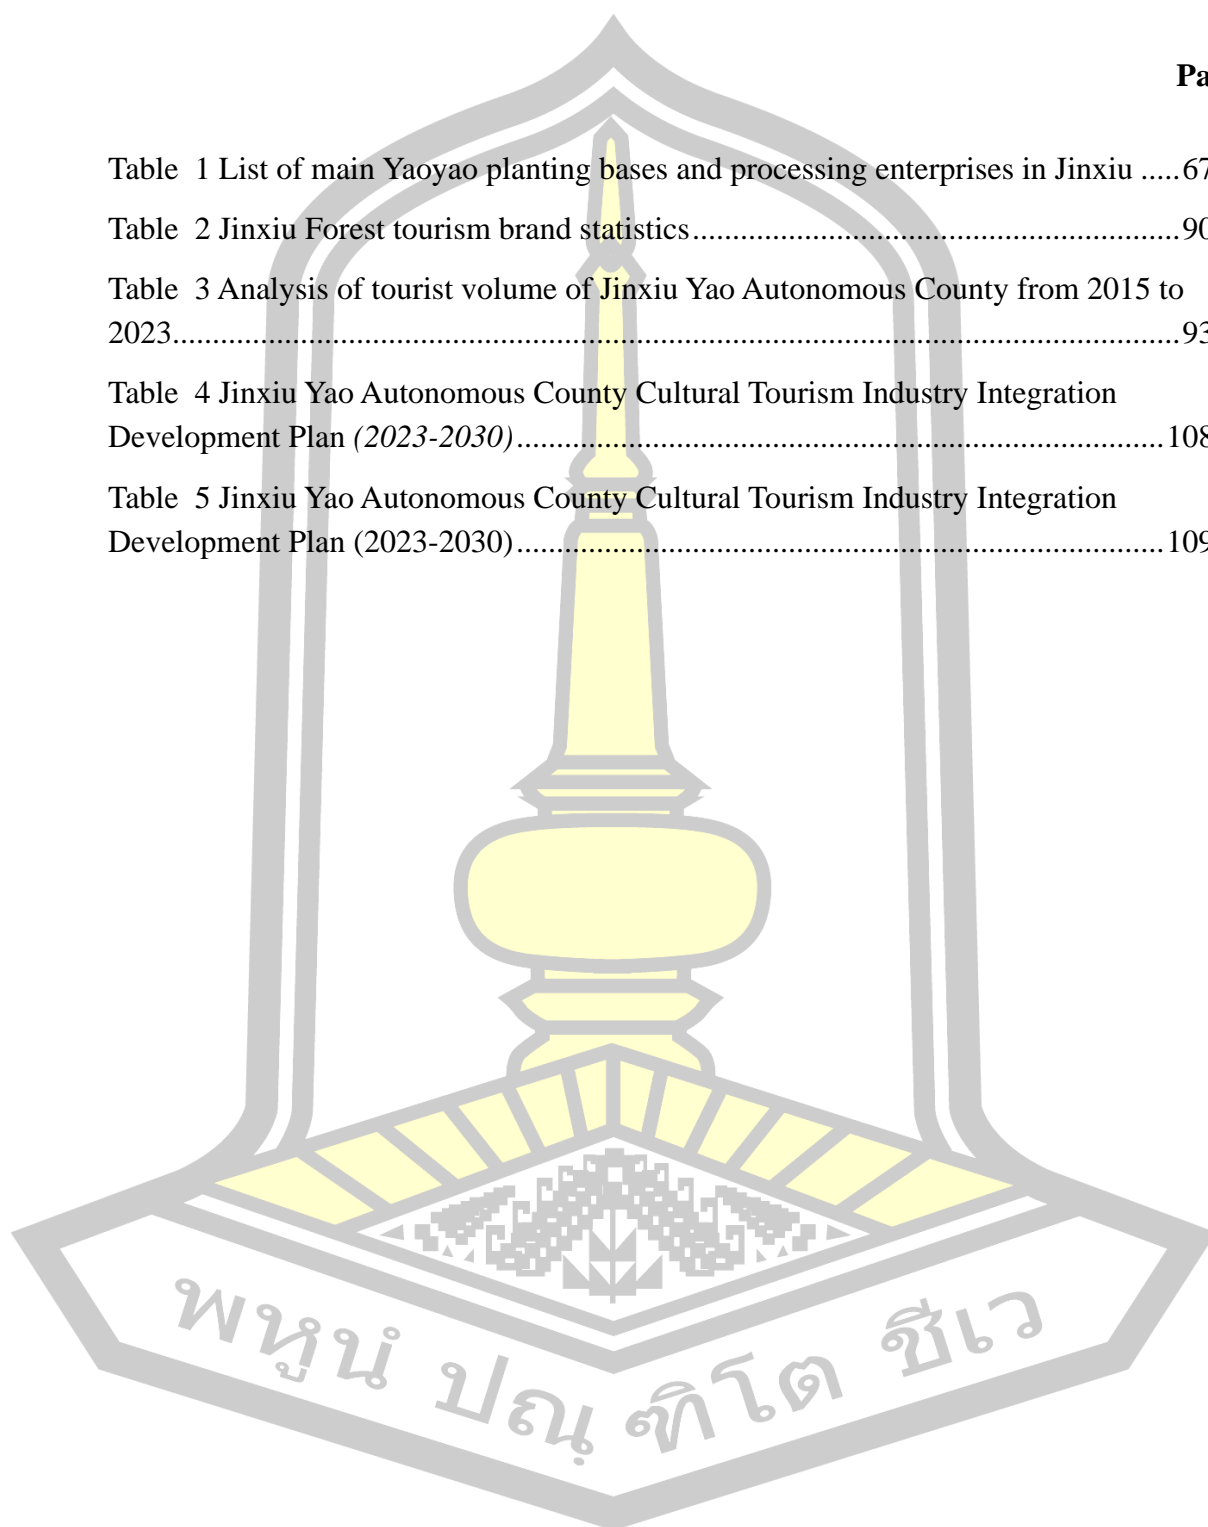 Pa
Table 1 List of main Yaoyao planting bases and processing enterprises in Jinxiu .....67
Table 2 Jinxiu Forest tourism brand statistics.............................................................90
Table 3 Analysis of tourist volume of Jinxiu Yao Autonomous County from 2015 to
2023..............................................................................................................................93
Table 4 Jinxiu Yao Autonomous County Cultural Tourism Industry Integration
Development Plan (2023-2030).................................................................................108
Table 5 Jinxiu Yao Autonomous County Cultural Tourism Industry Integration
Development Plan (2023-2030).................................................................................109
พหูนํ ปณฺฑิโต ชีเว